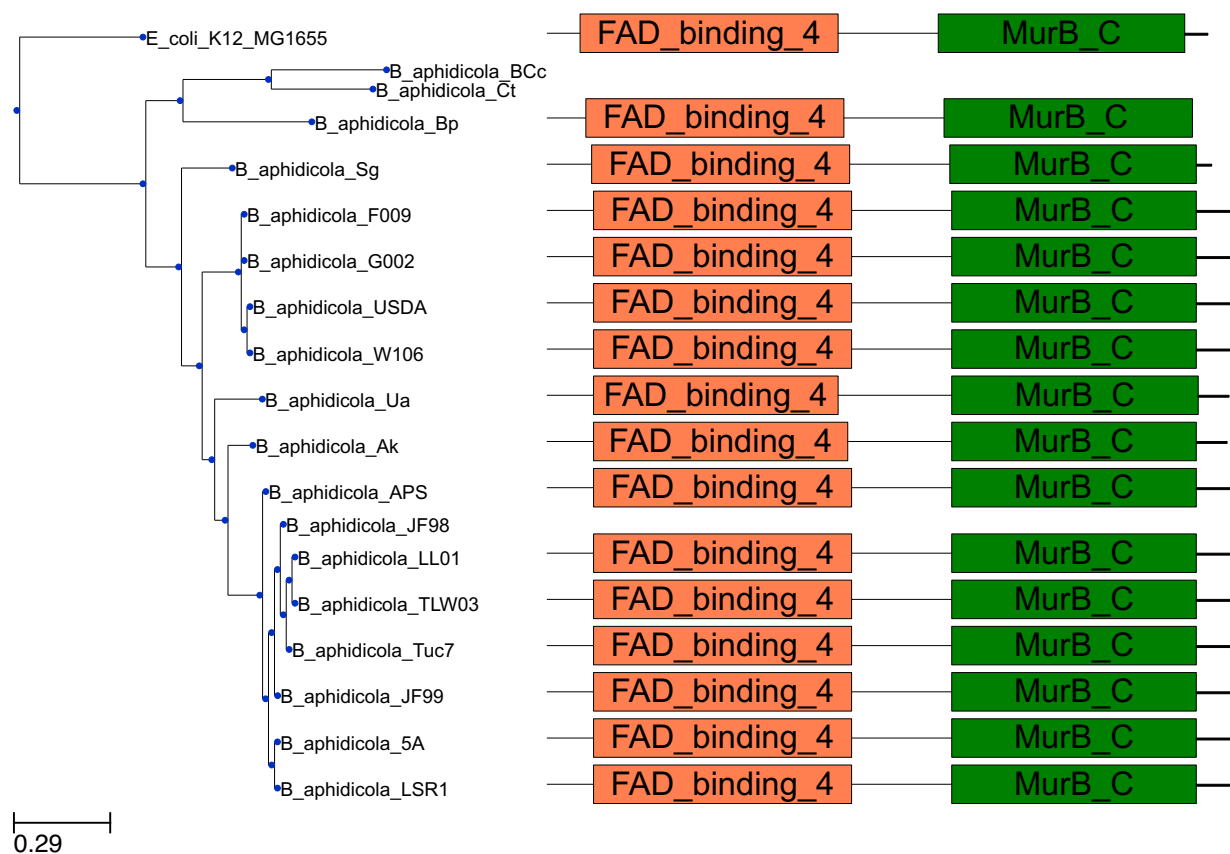 E_coli_K12_MG1655 FAD_binding_4 MurB_C
B_aphidicola_BCc
B_aphidicola_Ct
B_aphidicola_Bp FAD_binding_4 MurB_C
B_aphidicola_Sg FAD_binding_4 MurB_C
B_aphidicola_F009 FAD_binding_4 MurB_C
B_aphidicola_G002 FAD_binding_4 MurB_C
B_aphidicola_USDA FAD_binding_4 MurB_C
B_aphidicola_W106 FAD_binding_4 MurB_C
B_aphidicola_Ua FAD_binding_4 MurB_C
B_aphidicola_Ak FAD_binding_4 MurB_C
B_aphidicola_APS FAD_binding_4 MurB_C
B_aphidicola_JF98
B_aphidicola_LL01 FAD_binding_4 MurB_C
B_aphidicola_TLW03 FAD_binding_4 MurB_C
B_aphidicola_Tuc7 FAD_binding_4 MurB_C
B_aphidicola_JF99 FAD_binding_4 MurB_C
B_aphidicola_5A FAD_binding_4 MurB_C
B_aphidicola_LSR1 FAD_binding_4 MurB_C
0.29